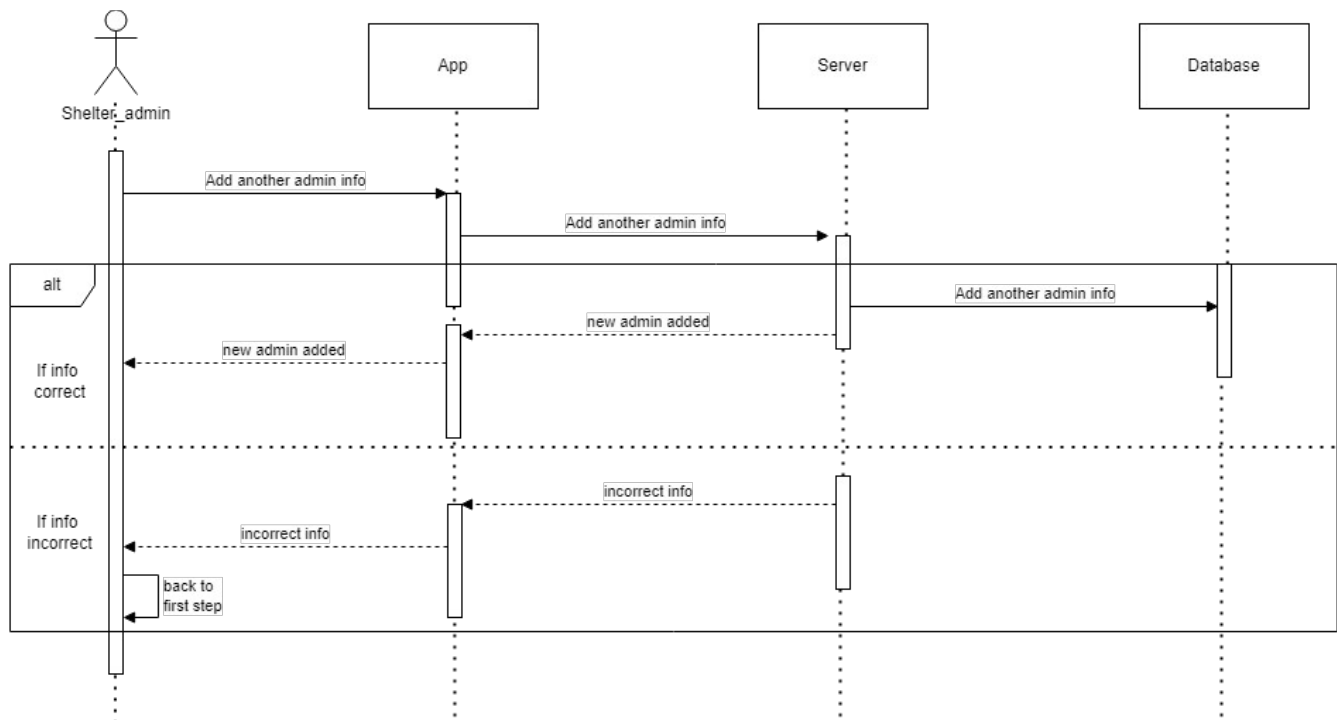 App
Server
Database
Shelter_admin
Add another admin info
Add another admin info
alt
Add another admin info
new admin added
new admin added
If info
correct
incorrect info
If info
incorrect
incorrect info
back to
first step